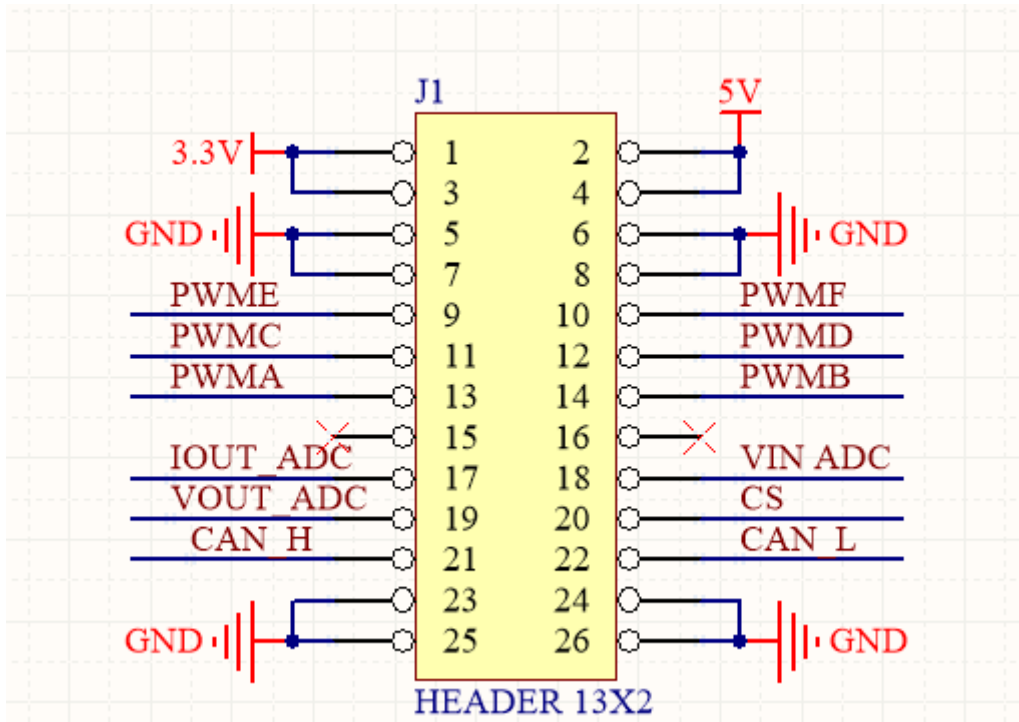 J1
5V
3.3V 1 2
3 4
GND 5 6 GND
7 8
PWME 9 10 PWMF
PWMC 11 12 PWMD
PWMA 13 14 PWMB
15 16
IOUT_ADC 17 18 VIN ADC
VOUT_ADC 19 20 CS
CAN_H 21 22 CAN_L
23 24
GND 25 26 GND
HEADER 13X2